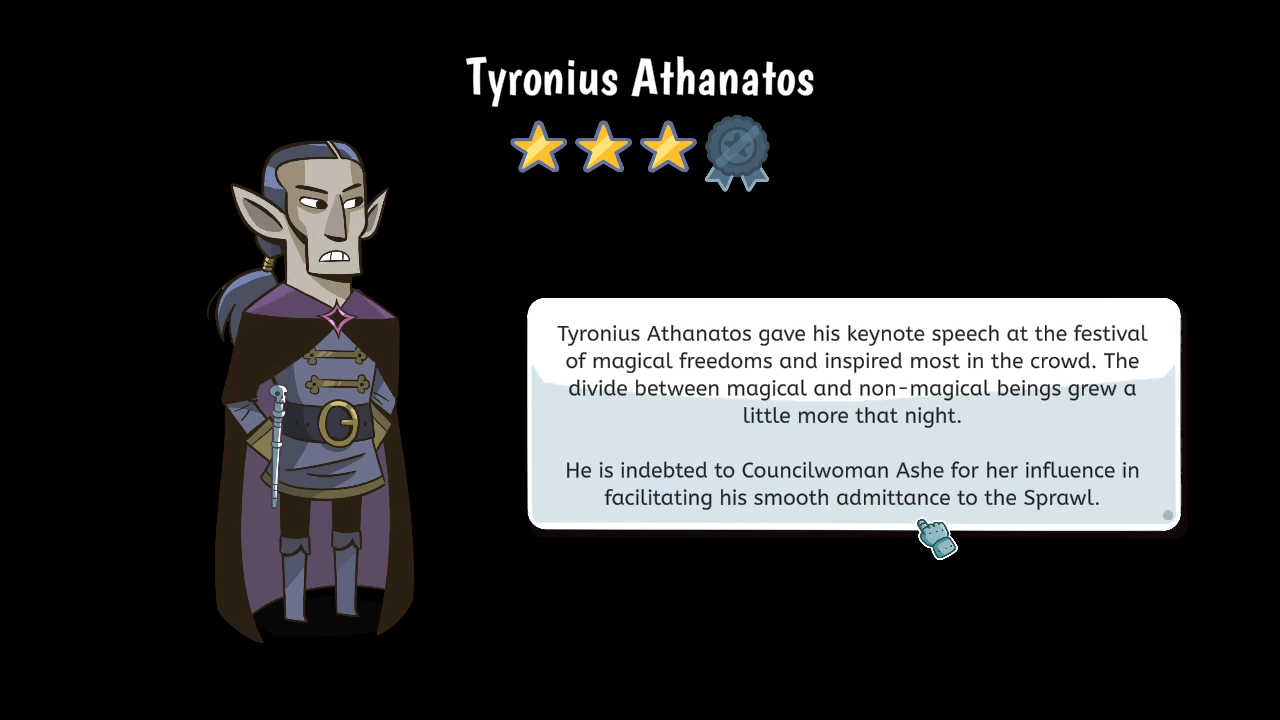 Tyronius Athanatos
Tyronius Athanatos gave his keynote speech at the festival
of magical freedoms and inspired most in the crowd. The
divide between magical and non-magical beings grew a
little more that night.
He is indebted to Councilwoman Ashe for her influence in
facilitating his smooth admittance to the Sprawl.